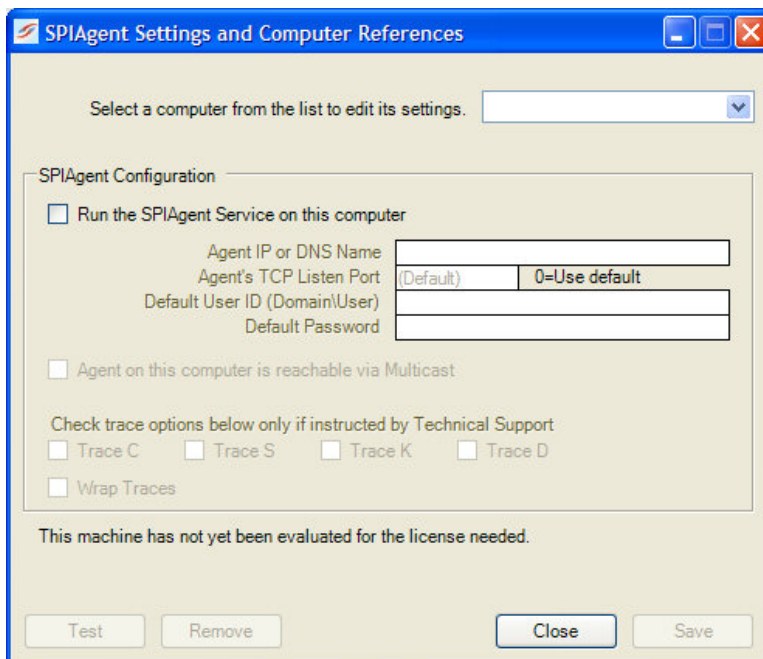 SPIAgent Settings and Computer References
Select a computer from the list to edit its settings.
SPIAgent Configuration
Run the SPIAgent Service on this computer
Agent IP or DNS Name
Agent's TCP Listen Port (Default) 0=Use default
Default User ID (Domain\User)
Default Password
Agent on this computer is reachable via Multicast
Check trace options below only if instructed by Technical Support
Trace C Trace S Trace K Trace D
Wrap Traces
This machine has not yet been evaluated for the license needed.
Test Remove Close Save